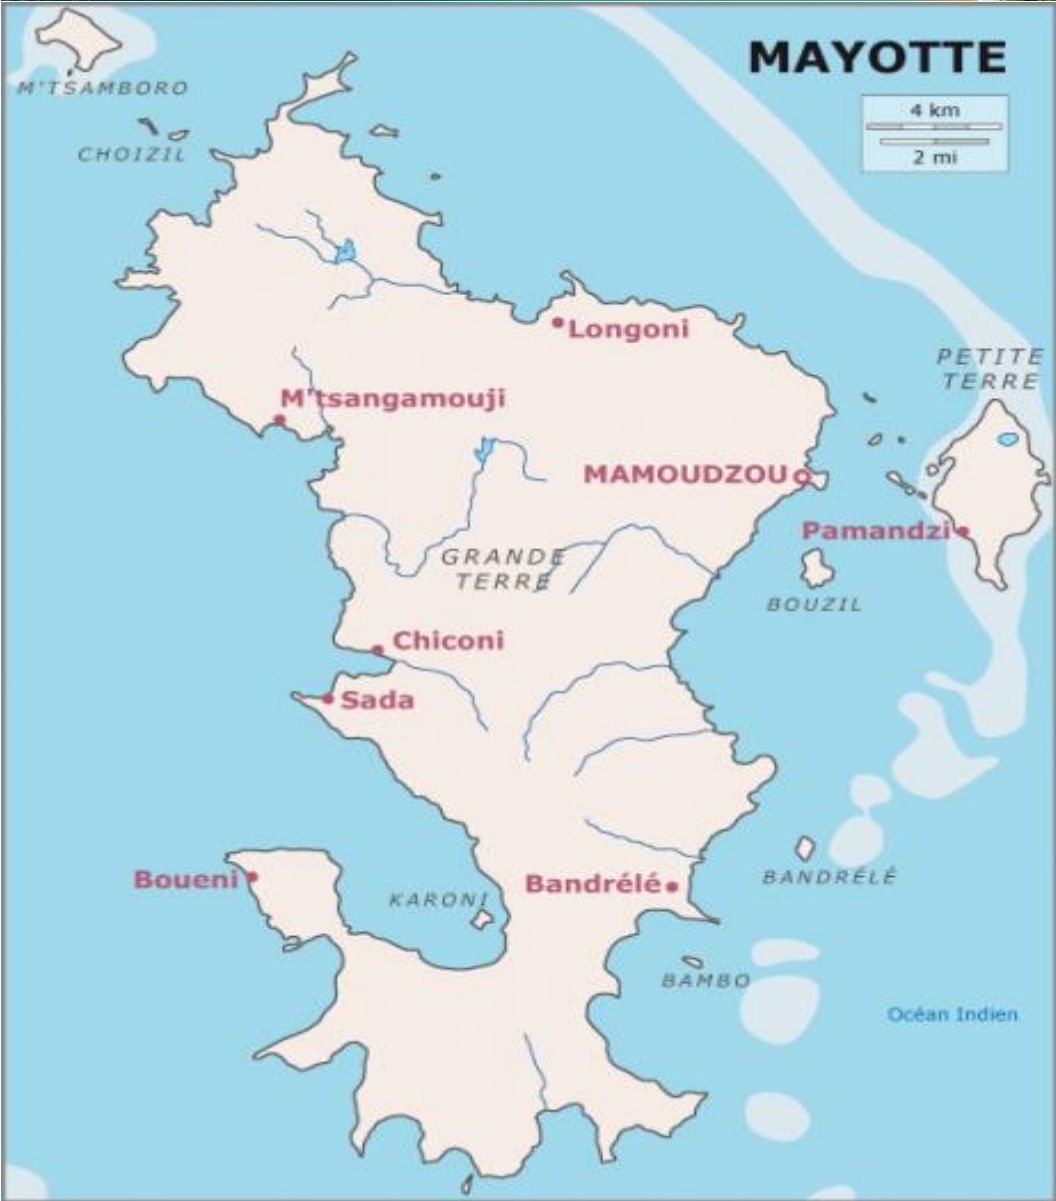 MAYOTTE
4 km
2 mi
M'TSAMBORO
CHOIZIL
Longoni
PETITE
TERRE
M'tsangamouji
MAMOUDZOU
Pamandzi
GRANDE
TERRE
BOUZIL
Chiconi
Sada
Boueni
KARONI
Bandrélé
BANDRÉLÉ
BAMBO
Océan Indien